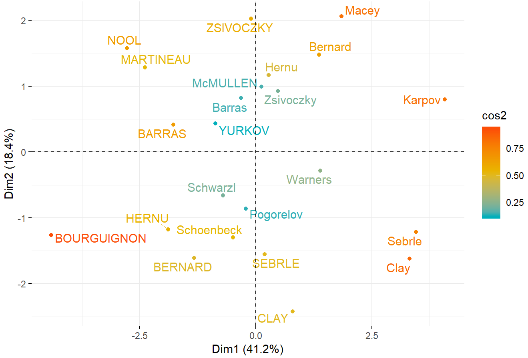 Macey
ZSIVOCZKY
NOOL
Bernard
MARTINEAU
Hernu
McMULLEN
Zsivoczky
Karpov
Barras
BARRAS
YURKOV
Warners
Schwarzl
Pogorelov
HERNU
Schoenbeck
BOURGUIGNON
Sebrle
BERNARD
SEBRLE
Clay
CLAY
2
1
0
-1
-2
Dim2 (18.4%)
-2.5
0.0
2.5
Dim1 (41.2%)
cos2
0.75
0.50
0.25